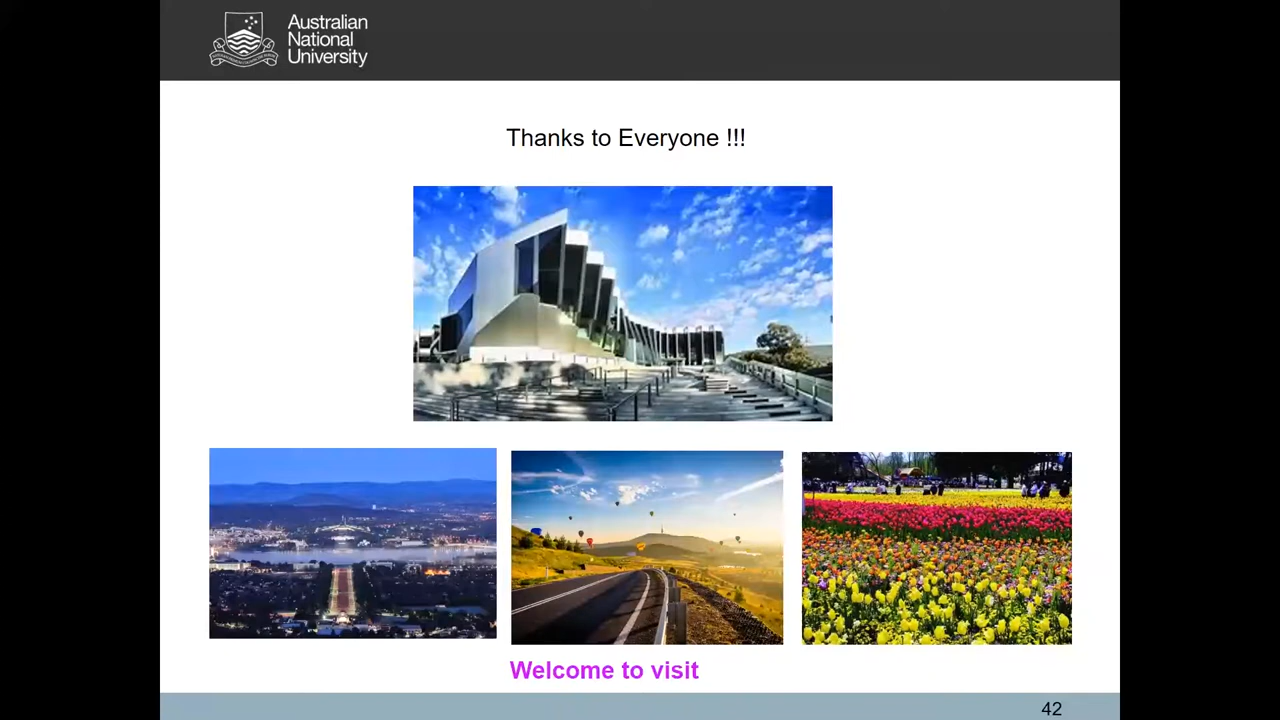 Australian
National
University
Thanks to Everyone !!!
Welcome to visit
42